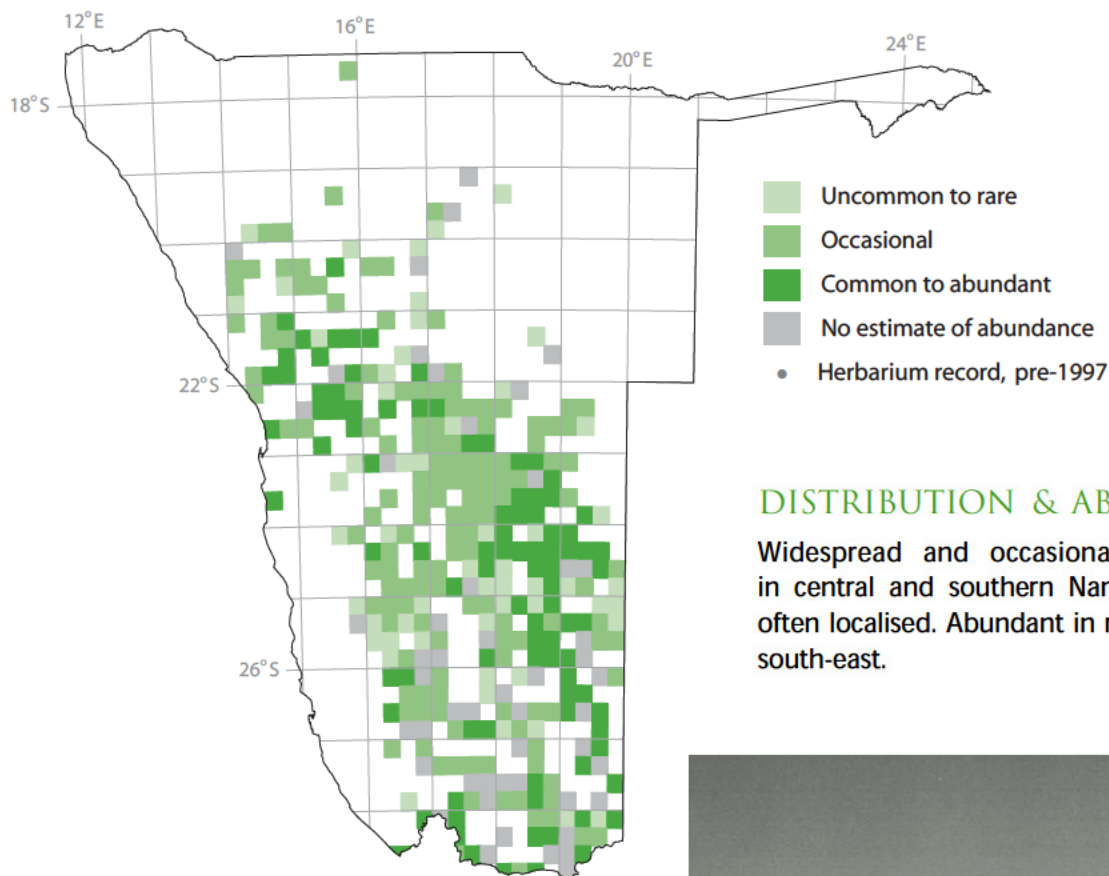 12°E
16°E
20°E
24°E
18°S
22°S
26°S
Uncommon to rare
Occasional
Common to abundant
No estimate of abundance
Herbarium record, pre-1997
DISTRIBUTION & AB
Widespread and occasiona
in central and southern Nar
often localised. Abundant in
south-east.